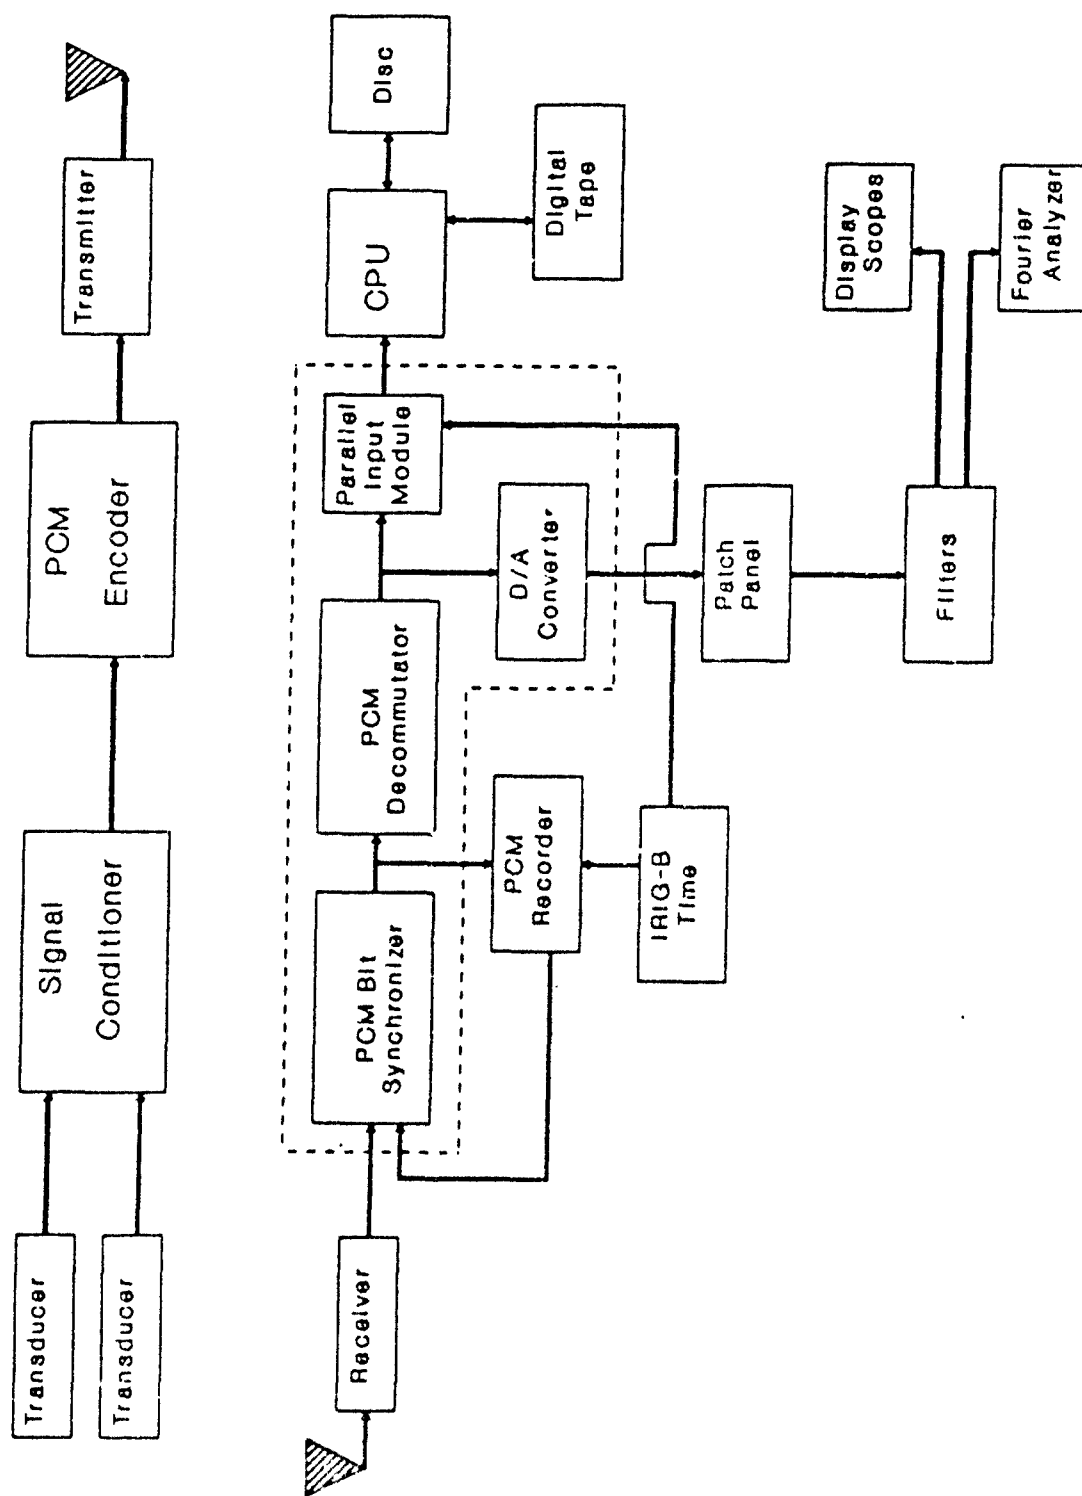 Transducer
Transducer
Signal
Conditioner
PCM
Encoder
Transmitter
Receiver
PCM Bit
Synchronizer
PCM
Decommutator
Parallel
Input
Module
CPU
Disc
Digital
Tape
PCM
Recorder
D/A
Converter
IRIG-B
Time
Patch
Panel
Filters
Display
Scopes
Fourier
Analyzer